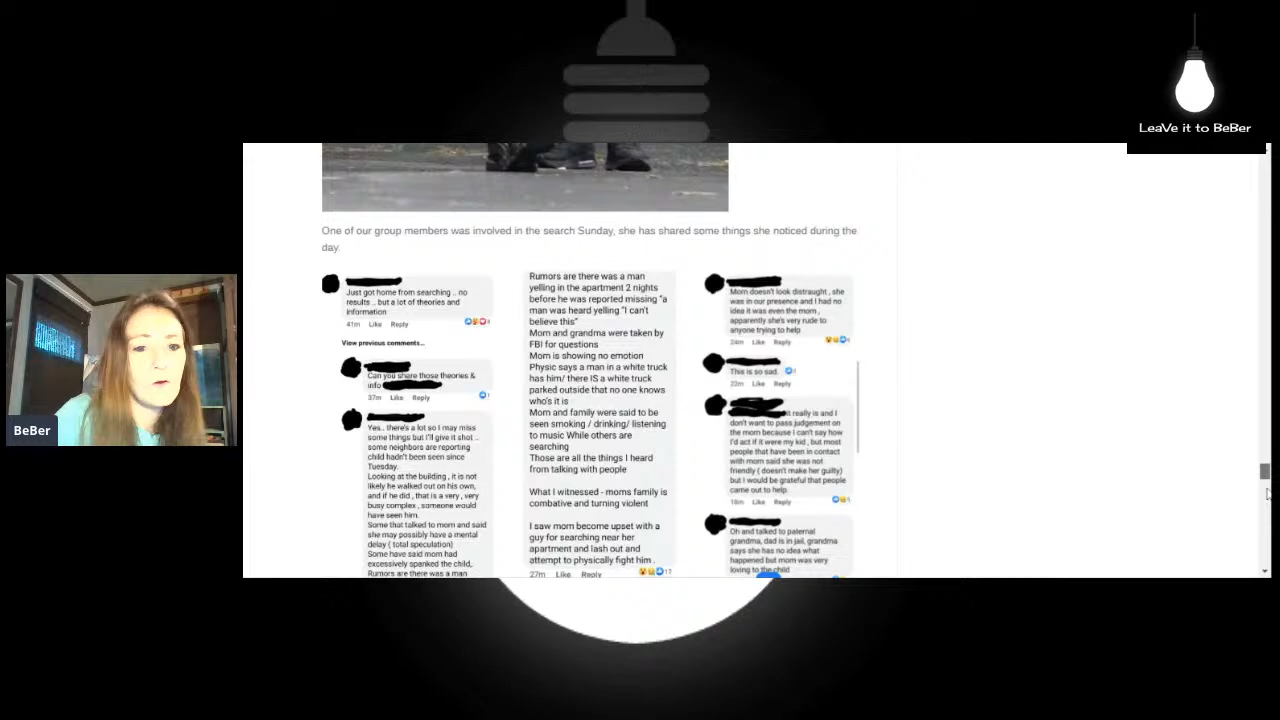 LeaVe it to BeBer
One of our group members was involved in the search Sunday, she has shared some things she noticed during the
day.
Just got home from searching .. no
results .. but a lot of theories and
information
41m Like Reply
View previous comments...
Can you share those theories &
info
37m Like Reply
Yes.. there's a lot so I may miss
some things but I'll give it shot ..
some neighbors are reporting
child hadn't been seen since
Tuesday.
Looking at the building , it is not
likely he walked out on his own,
and if he did , that is a very , very
busy complex , someone would
have seen him.
Some that talked to mom and said
she may possibly have a mental
delay ( total speculation)
Some have said mom had
excessively spanked the child,
Rumors are there was a man
Rumors are there was a man
yelling in the apartment 2 nights
before he was reported missing “a
man was heard yelling “I can't
believe this”
Mom and grandma were taken by
FBI for questions
Mom is showing no emotion
Physic says a man in a white truck
has him/ there IS a white truck
parked outside that no one knows
who's it is
Mom and family were said to be
seen smoking / drinking/ listening
to music While others are
searching
Those are all the things I heard
from talking with people
What I witnessed - moms family is
combative and turning violent
I saw mom become upset with a
guy for searching near her
apartment and lash out and
attempt to physically fight him .
27m Like Reply 17
Mom doesn't look distraught , she
was in our presence and I had no
idea it was even the mom ,
apparently she's very rude to
anyone trying to help
24m Like Reply
This is so sad.
22m Like Reply
it really is and I
don't want to pass judgement on
the mom because I can't say how
I'd act if it were my kid , but most
people that have been in contact
with mom said she was not
friendly ( doesn't make her guilty)
but I would be grateful that people
came out to help.
18m Like Reply
Oh and talked to paternal
grandma, dad is in jail, grandma
says she has no idea what
happened but mom was very
loving to the child
BeBer